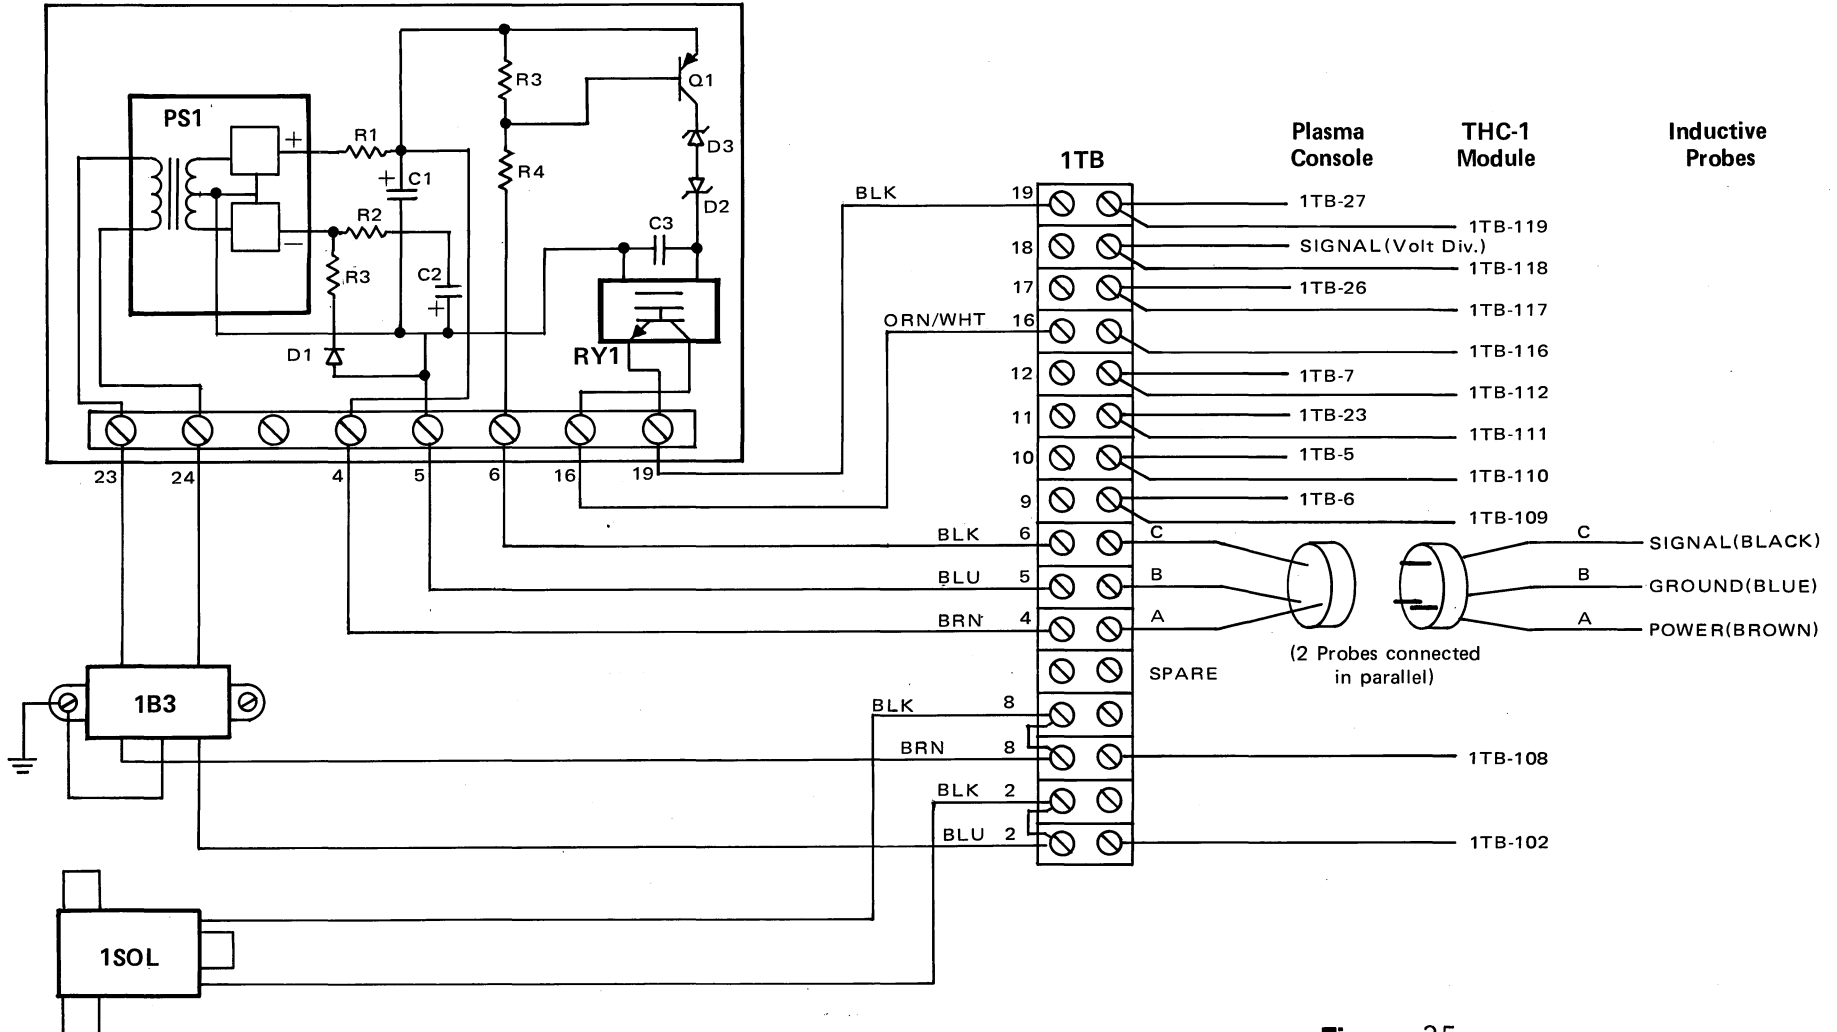 PS1
+
−
R1
R2
R3
D1
+ C1
C2
+
R3
R4
Q1
D3
D2
C3
RY1
23
24
4
5
6
16
19
BLK
ORN/WHT
BLK
BLU
BRN
BLK
BRN
BLK
BLU
1B3
1SOL
1TB
19
18
17
16
12
11
10
9
6
5
4
8
8
2
2
Plasma
Console
THC-1
Module
Inductive
Probes
1TB-27
1TB-119
SIGNAL(Volt Div.)
1TB-118
1TB-26
1TB-117
1TB-116
1TB-7
1TB-112
1TB-23
1TB-111
1TB-5
1TB-110
1TB-6
1TB-109
C
B
A
C
SIGNAL(BLACK)
B
GROUND(BLUE)
A
POWER(BROWN)
(2 Probes connected
in parallel)
SPARE
1TB-108
1TB-102